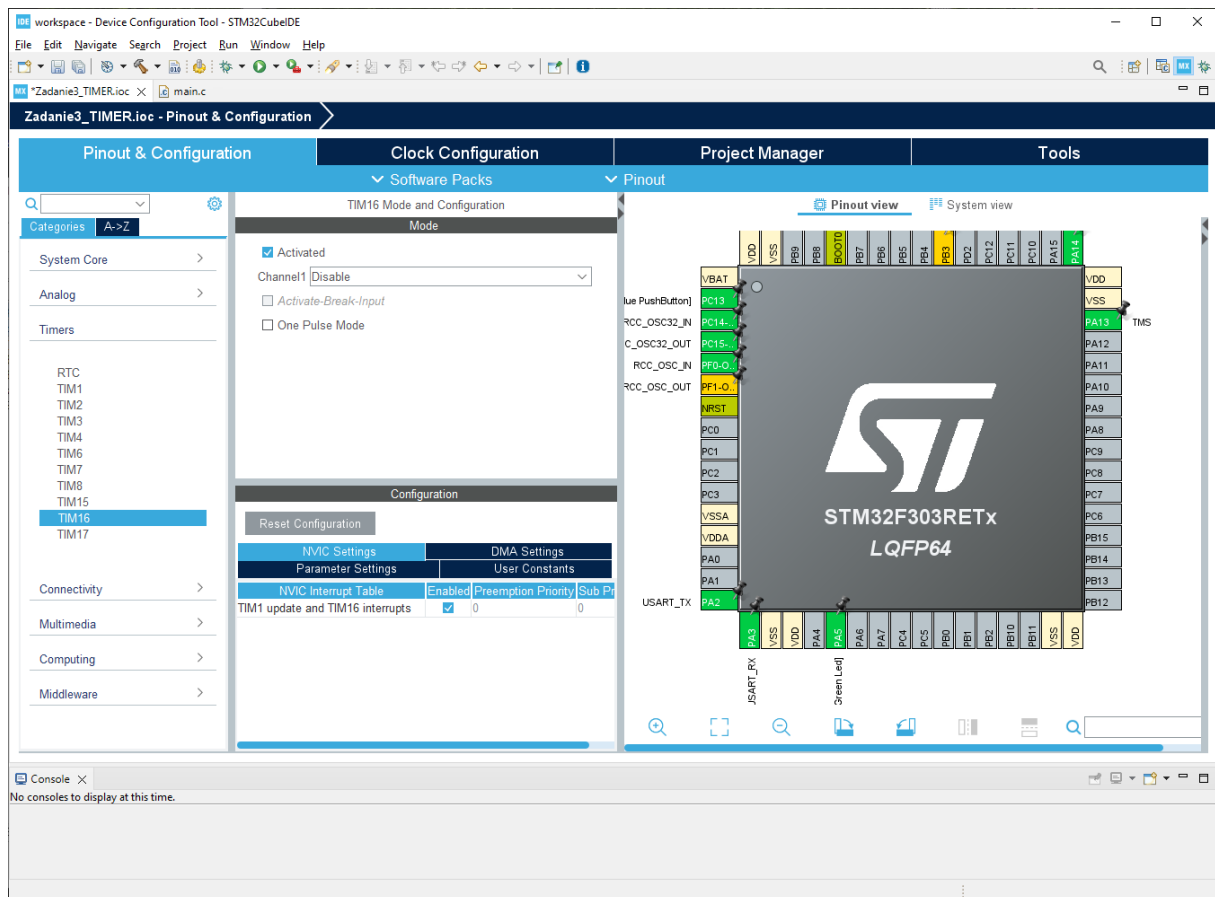 IDE workspace - Device Configuration Tool - STM32CubeIDE
File Edit Navigate Search Project Run Window Help
MX *Zadanie3_TIMER.ioc main.c
Zadanie3_TIMER.ioc - Pinout & Configuration
Pinout & Configuration Clock Configuration Project Manager Tools
Software Packs Pinout
Categories A->Z
System Core
Analog
Timers
RTC
TIM1
TIM2
TIM3
TIM4
TIM6
TIM7
TIM8
TIM15
TIM16
TIM17
Connectivity
Multimedia
Computing
Middleware
TIM16 Mode and Configuration
Mode
Activated
Channel1 Disable
Activate-Break-Input
One Pulse Mode
Configuration
Reset Configuration
NVIC Settings DMA Settings
Parameter Settings User Constants
NVIC Interrupt Table Enabled Preemption Priority Sub Pr
TIM1 update and TIM16 interrupts 0 0
Pinout view System view
VDD VSS PB9 PB8 BOOT0 PB7 PB6 PB5 PB4 PB3 PD2 PC12 PC11 PC10 PA15 PA14
VBAT
lue PushButton] PC13
RCC_OSC32_IN PC14-..
C_OSC32_OUT PC15-..
RCC_OSC_IN PF0-O..
RCC_OSC_OUT PF1-O..
NRST
PC0
PC1
PC2
PC3
VSSA
VDDA
PA0
PA1
USART_TX PA2
ST
STM32F303RETx
LQFP64
VDD
VSS
PA13 TMS
PA12
PA11
PA10
PA9
PA8
PC9
PC8
PC7
PC6
PB15
PB14
PB13
PB12
PA3 VSS VDD PA4 PA5 PA6 PA7 PC4 PC5 PB0 PB1 PB2 PB10 PB11 VSS VDD
USART_RX
Green Led]
Console
No consoles to display at this time.